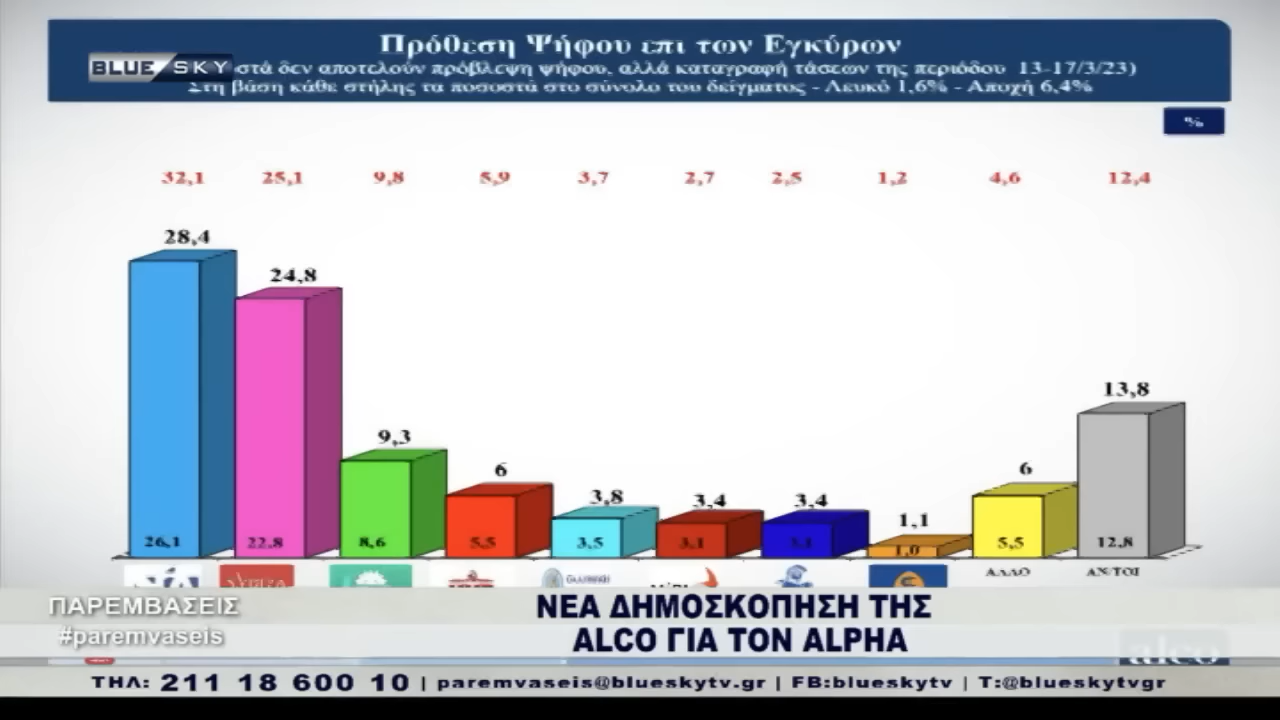 Πρόθεση Ψήφου επι των Εγκύρων
BLUE SKY
στά δεν αποτελούν πρόβλεψη ψήφου, αλλά καταγραφή τάσεων της περιόδου 13-17/3/23)
Στη βάση κάθε στήλης τα ποσοστά στο σύνολο του δείγματος - Λευκό 1,6% - Αποχή 6,4%
%
32,1 25,1 9,8 5,9 3,7 2,7 2,5 1,2 4,6 12,4
28,4 24,8 9,3 6 3,8 3,4 3,4 1,1 6 13,8
26,1 22,8 8,6 5,5 3,5 3,1 3,1 1,0 5,5 12,8
ΑΛΛΟ
ΠΑΡΕΜΒΑΣΕΙΣ
#paremvaseis
ΝΕΑ ΔΗΜΟΣΚΟΠΗΣΗ ΤΗΣ
ALCO ΓΙΑ ΤΟΝ ALPHA
alco
ΤΗΛ: 211 18 600 10 | paremvaseis@blueskytv.gr | FB:blueskytv | T:@blueskytvgr